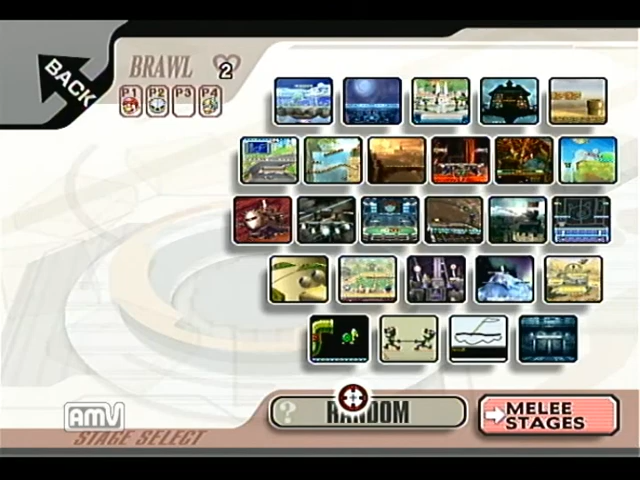 BACK
BRAWL 2
P1 P2 P3 P4
? RANDOM
MELEE
STAGES
AMV
STAGE SELECT